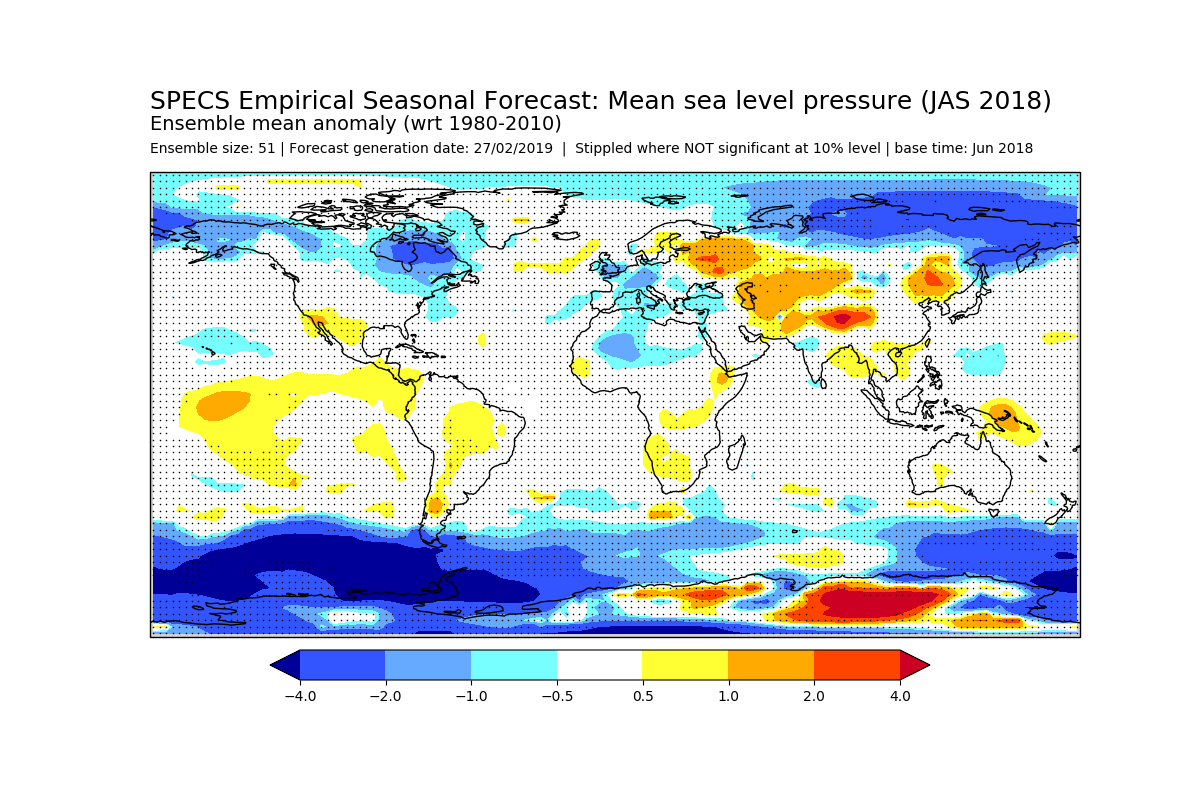 SPECS Empirical Seasonal Forecast: Mean sea level pressure (JAS 2018)
Ensemble mean anomaly (wrt 1980-2010)
Ensemble size: 51 | Forecast generation date: 27/02/2019 | Stippled where NOT significant at 10% level | base time: Jun 2018
−4.0 −2.0 −1.0 −0.5 0.5 1.0 2.0 4.0